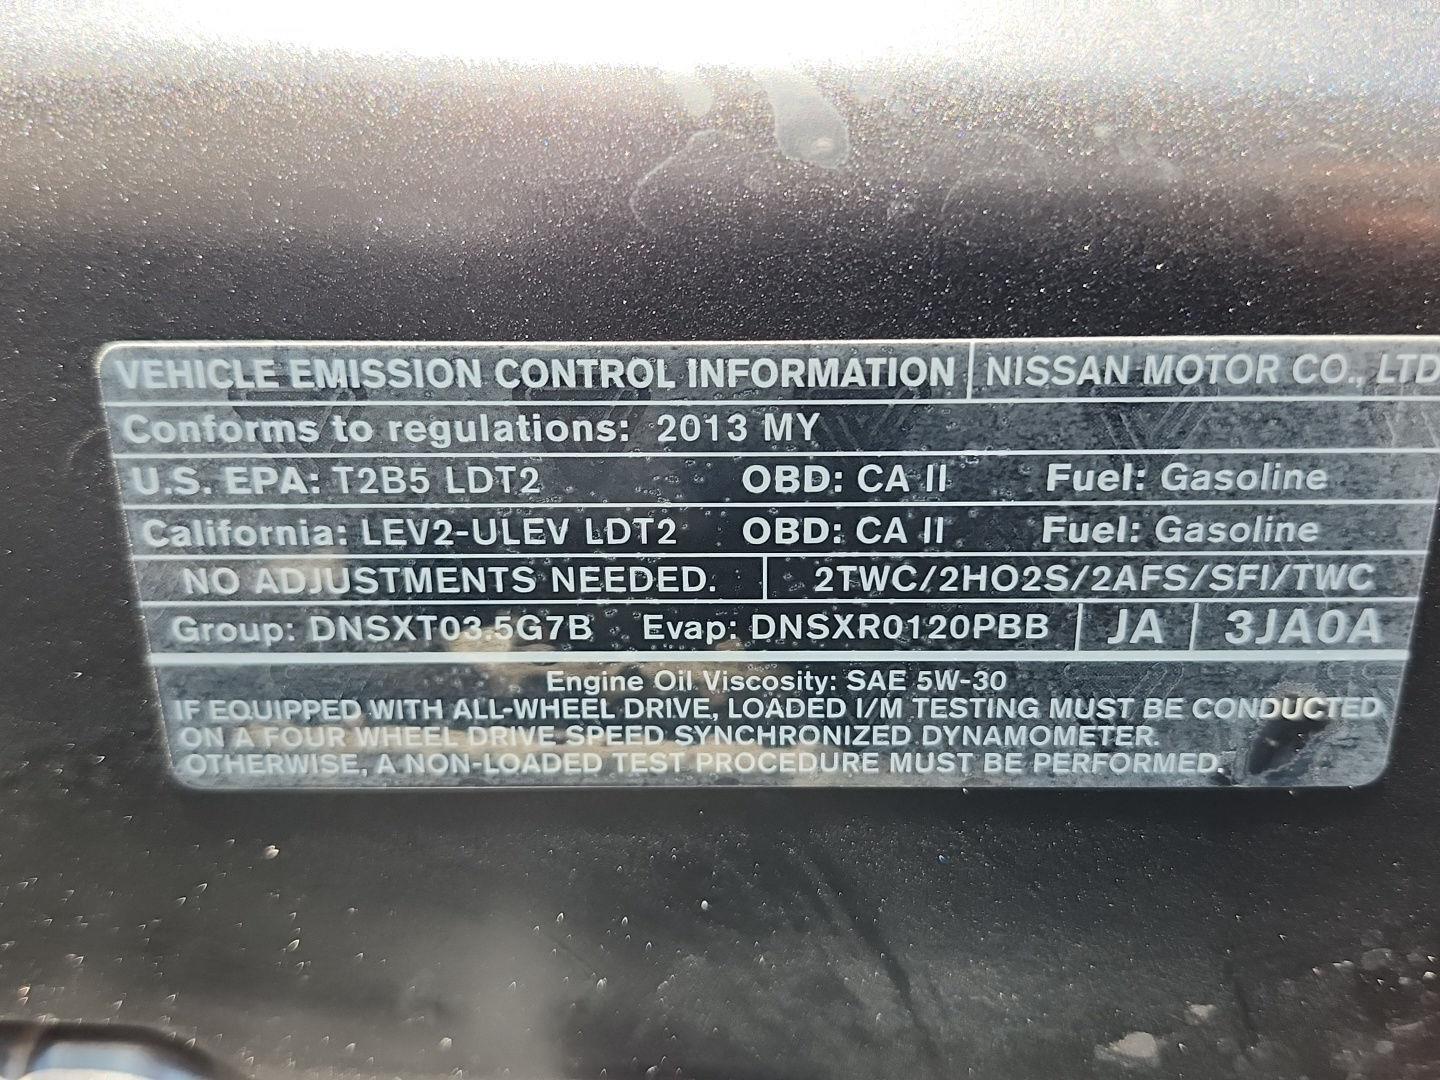 VEHICLE EMISSION CONTROL INFORMATION NISSAN MOTOR CO., LTD
Conforms to regulations: 2013 MY
U.S. EPA: T2B5 LDT2 OBD: CA II Fuel: Gasoline
California: LEV2-ULEV LDT2 OBD: CA II Fuel: Gasoline
NO ADJUSTMENTS NEEDED. 2TWC/2HO2S/2AFS/SFI/TWC
Group: DNSXT03.5G7B Evap: DNSXR0120PBB JA 3JA0A
Engine Oil Viscosity: SAE 5W-30
IF EQUIPPED WITH ALL-WHEEL DRIVE, LOADED I/M TESTING MUST BE CONDUCTED
ON A FOUR WHEEL DRIVE SPEED SYNCHRONIZED DYNAMOMETER.
OTHERWISE, A NON-LOADED TEST PROCEDURE MUST BE PERFORMED.